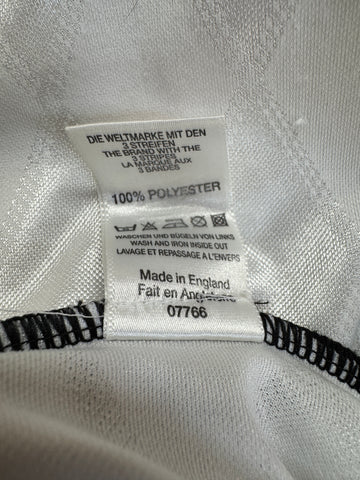 DIE WELTMARKE MIT DEN
3 STREIFEN
THE BRAND WITH THE
3 STRIPES
LA MARQUE AUX
3 BANDES
100% POLYESTER
WASCHEN UND BÜGELN VON LINKS
WASH AND IRON INSIDE OUT
LAVAGE ET REPASSAGE A L'ENVERS
Made in England
Fait en Angleterre
07766